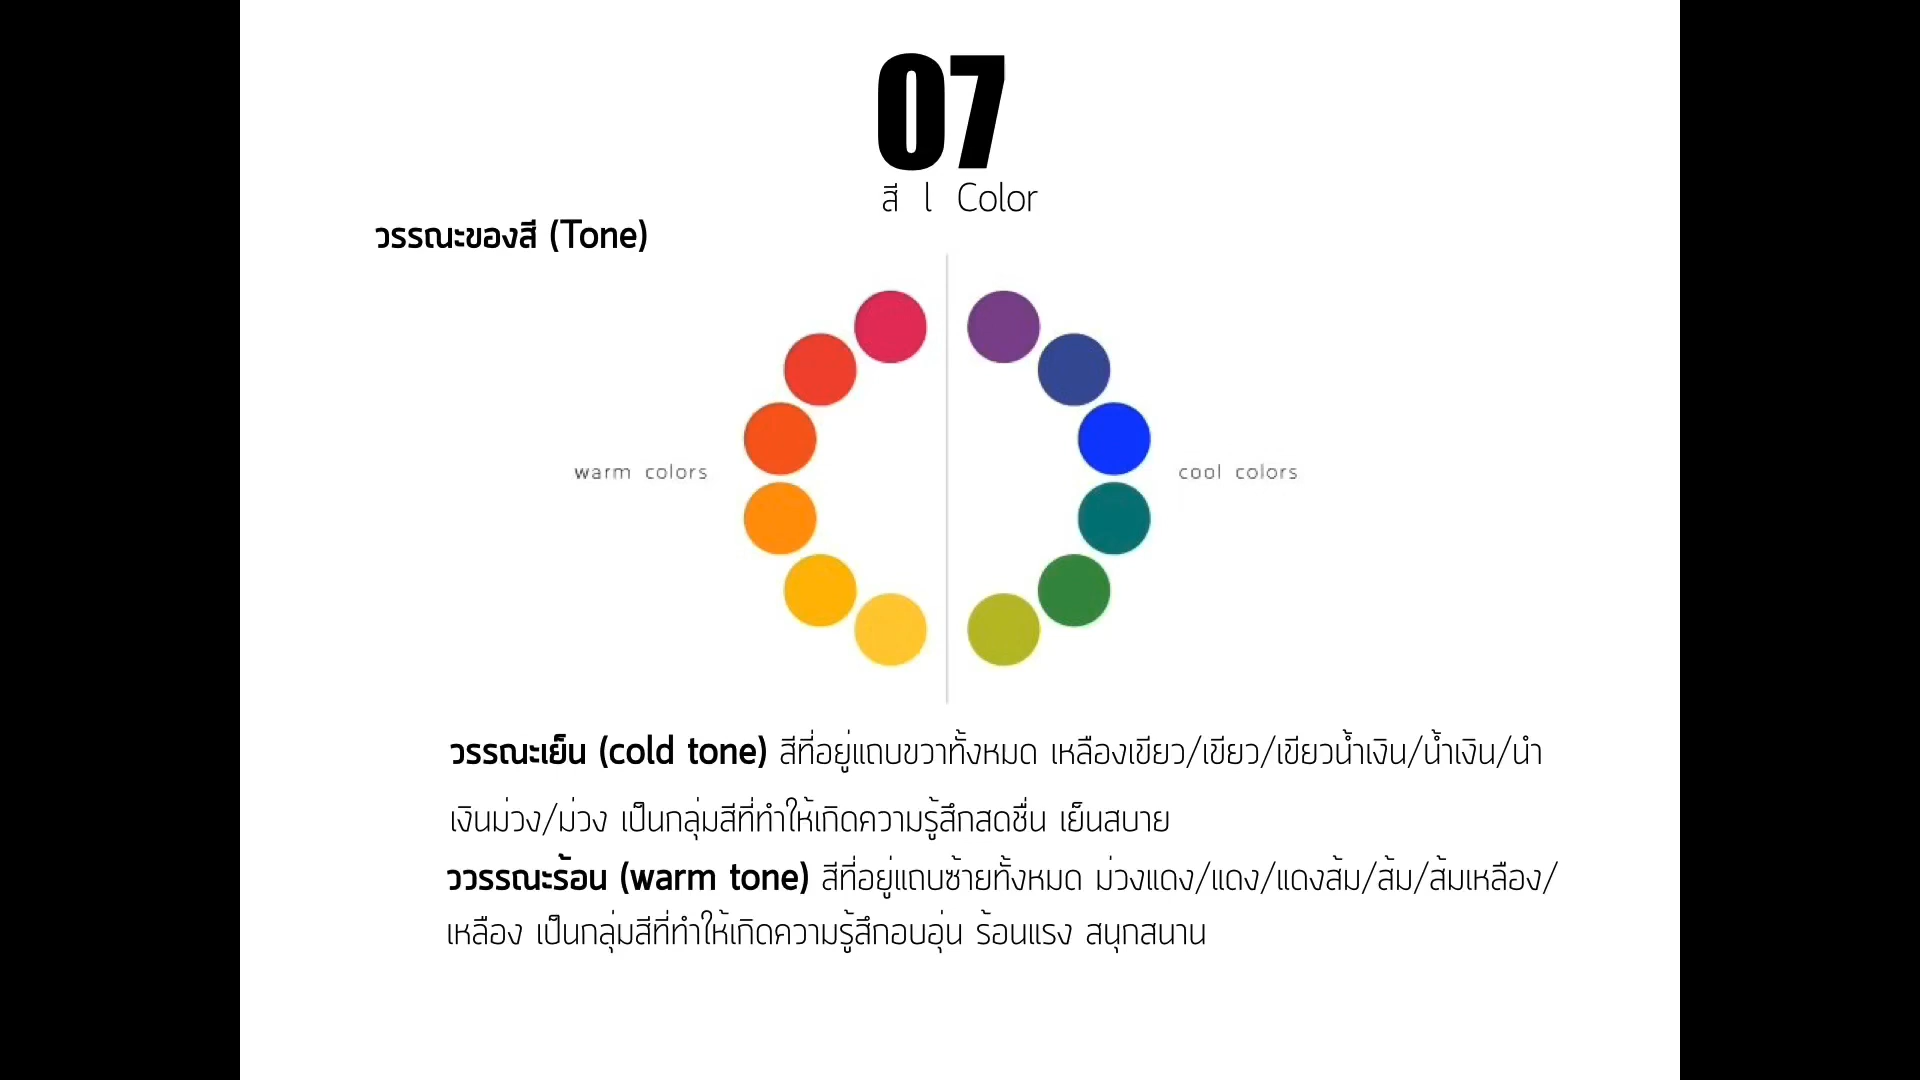 07
สี l Color
วรรณะของสี (Tone)
warm colors
cool colors
วรรณะเย็น (cold tone) สีที่อยู่แถบขวาทั้งหมด เหลืองเขียว/เขียว/เขียวน้ำเงิน/น้ำเงิน/นำ
เงินม่วง/ม่วง เป็นกลุ่มสีที่ทำให้เกิดความรู้สึกสดชื่น เย็นสบาย
ววรรณะร้อน (warm tone) สีที่อยู่แถบซ้ายทั้งหมด ม่วงแดง/แดง/แดงส้ม/ส้ม/ส้มเหลือง/
เหลือง เป็นกลุ่มสีที่ทำให้เกิดความรู้สึกอบอุ่น ร้อนแรง สนุกสนาน